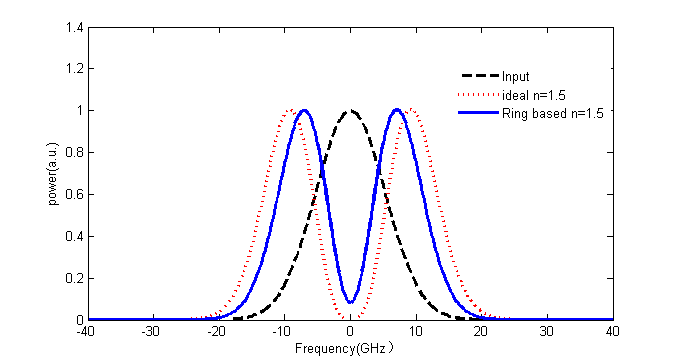 1.4
1.2
1
0.8
0.6
0.4
0.2
0
power(a.u.)
Input
ideal n=1.5
Ring based n=1.5
-40 -30 -20 -10 0 10 20 30 40
Frequency(GHz）